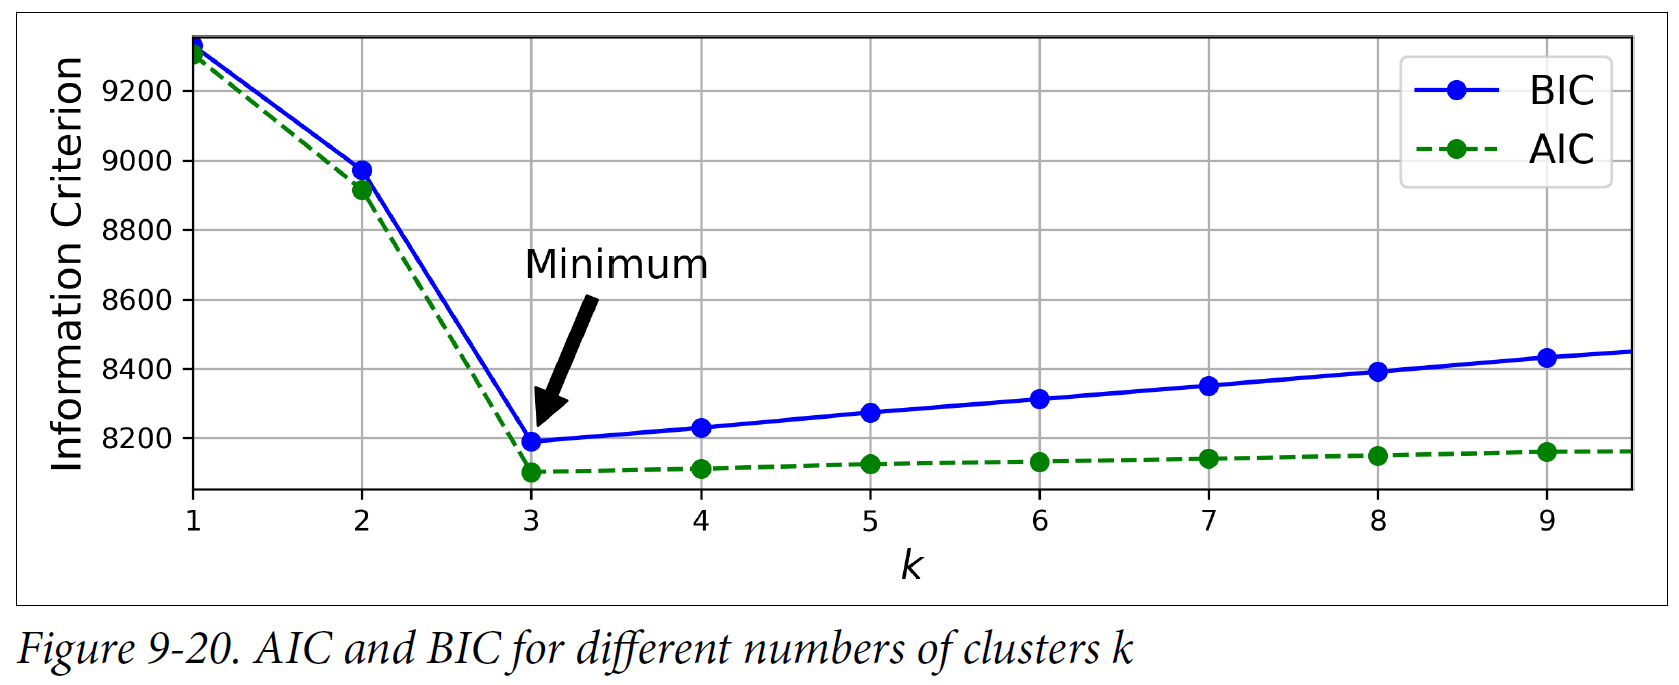 Information Criterion
9200
9000
8800
8600
8400
8200
BIC
AIC
Minimum
1 2 3 4 5 6 7 8 9
k
Figure 9-20. AIC and BIC for different numbers of clusters k